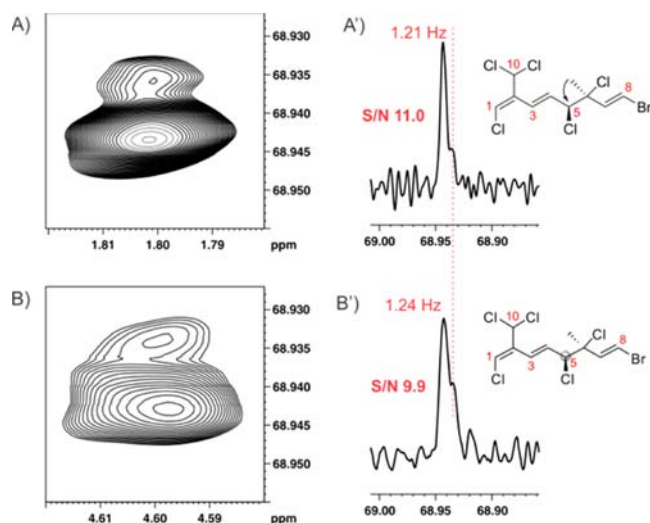 A)
68.930
68.935
68.940
68.945
68.950
1.81
1.80
1.79
ppm
A')
1.21 Hz
S/N 11.0
69.00
68.95
68.90
Cl
10
Cl
Cl
8
1
3
5
Br
Cl
Cl
B)
68.930
68.935
68.940
68.945
68.950
4.61
4.60
4.59
ppm
B')
1.24 Hz
S/N 9.9
69.00
68.95
68.90
Cl
10
Cl
Cl
8
1
3
5
Br
Cl
Cl